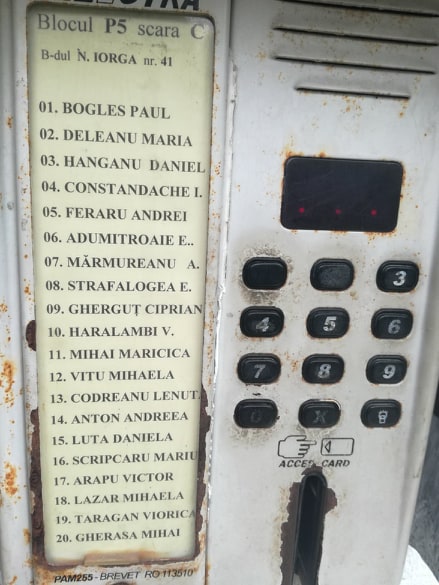 Blocul P5 scara C
B-dul N. IORGA nr. 41
01. BOGLES PAUL
02. DELEANU MARIA
03. HANGANU DANIEL
04. CONSTANDACHE I.
05. FERARU ANDREI
06. ADUMITROAIE E..
07. MĂRMUREANU A.
08. STRAFALOGEA E.
09. GHERGUȚ CIPRIAN
10. HARALAMBI V.
11. MIHAI MARICICA
12. VITU MIHAELA
13. CODREANU LENUT
14. ANTON ANDREEA
15. LUTA DANIELA
16. SCRIPCARU MARIU
17. ARAPU VICTOR
18. LAZAR MIHAELA
19. TARAGAN VIORICA
20. GHERASA MIHAI
PAM255 - BREVET RO 113510
3
4 5 6
7 8 9
0 X
ACCES CARD